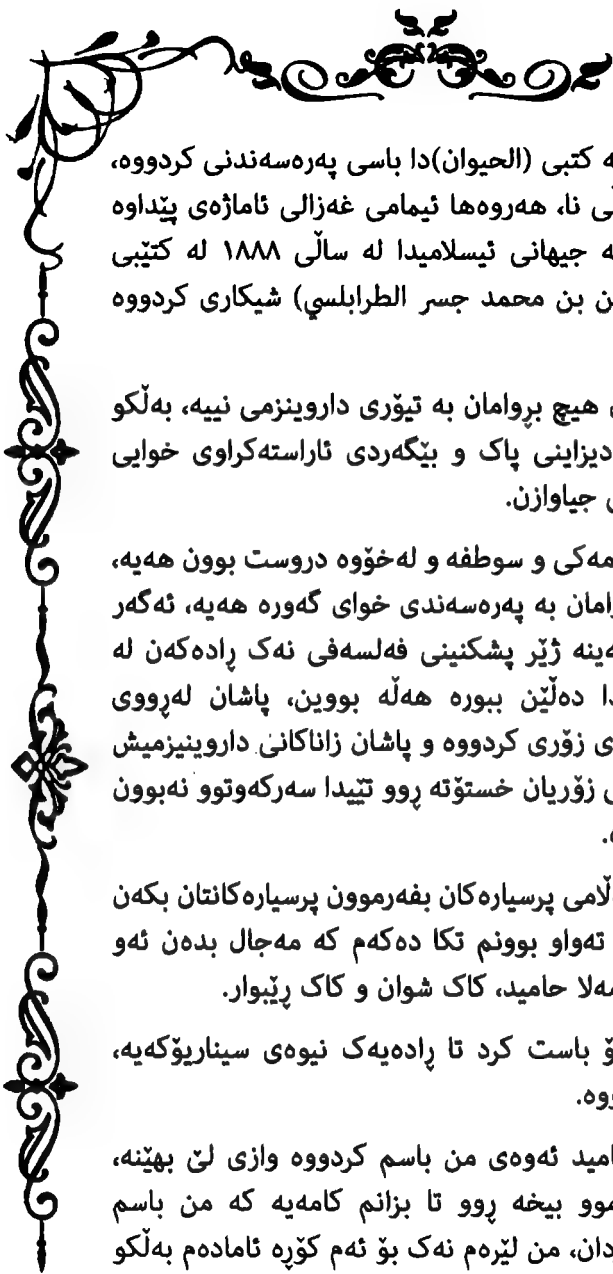 ە کتبی (الحیوان)دا باسی پەرەسەندنی کردووە،
ی نا، هەروەها ئیمامی غەزالی ئاماژەی پێداوە
ە جیهانی ئیسلامیدا لە ساڵی ١٨٨٨ لە کتێبی
ن بن محمد جسر الطرابلسي) شیکاری کردووە
هیچ بڕوامان بە تیۆری داروینزمی نییە، بەڵکو
دیزاینی پاک و بێگەردی ئاراستەکراوی خوایی
ی جیاوازن.
مەکی و سوطفە و لەخۆوە دروست بوون هەیە،
وامان بە پەرەسەندی خوای گەورە هەیە، ئەگەر
ەینە ژێر پشکنینی فەلسەفی نەک ڕادەکەن لە
دا دەڵێن ببورە هەڵە بووین، پاشان لەڕووی
ی زۆری کردووە و پاشان زاناکانی داروینیزمیش
ی زۆریان خستۆتە ڕوو تێیدا سەرکەوتوو نەبوون
ە.
ەڵامی پرسیارەکان بفەرموون پرسیارەکانتان بکەن
تەواو بوونم تکا دەکەم کە مەجال بدەن ئەو
مەلا حامید، کاک شوان و کاک ڕێبوار.
ۆ باست کرد تا ڕادەیەک نیوەی سیناریۆکەیە،
ووە.
امید ئەوەی من باسم کردووە وازی لێ بهێنە،
موو بیخە ڕوو تا بزانم کامەیە کە من باسم
دان، من لێرەم نەک بۆ ئەم کۆڕە ئامادەم بەڵکو